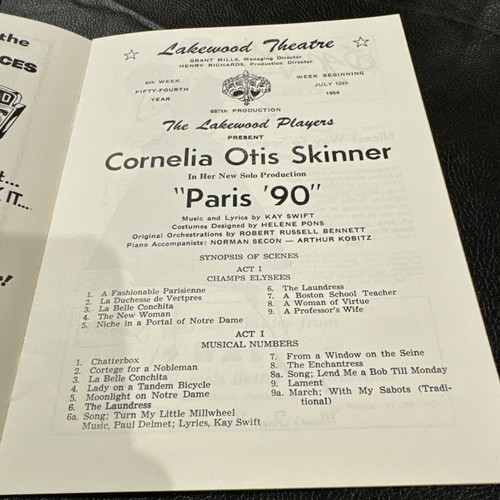 the
CES
IT...
Lakewood Theatre
GRANT MILLS, Managing Director
HENRY RICHARDS, Production Director
6th WEEK
FIFTY-FOURTH
YEAR
WEEK BEGINNING
JULY 12th
1954
687th PRODUCTION
The Lakewood Players
PRESENT
Cornelia Otis Skinner
In Her New Solo Production
"Paris '90"
Music and Lyrics by KAY SWIFT
Costumes Designed by HELENE PONS
Original Orchestrations by ROBERT RUSSELL BENNETT
Piano Accompanists: NORMAN SECON — ARTHUR KOBITZ
SYNOPSIS OF SCENES
ACT I
CHAMPS ELYSEES
1. A Fashionable Parisienne
2. La Duchesse de Vertpres
3. La Belle Conchita
4. The New Woman
5. Niche in a Portal of Notre Dame
6. The Laundress
7. A Boston School Teacher
8. A Woman of Virtue
9. A Professor's Wife
ACT I
MUSICAL NUMBERS
1. Chatterbox
2. Cortege for a Nobleman
3. La Belle Conchita
4. Lady on a Tandem Bicycle
5. Moonlight on Notre Dame
6. The Laundress
6a. Song; Turn My Little Millwheel
Music, Paul Delmet; Lyrics, Kay Swift
7. From a Window on the Seine
8. The Enchantress
8a. Song; Lend Me a Bob Till Monday
9. Lament
9a. March; With My Sabots (Tradi-
tional)